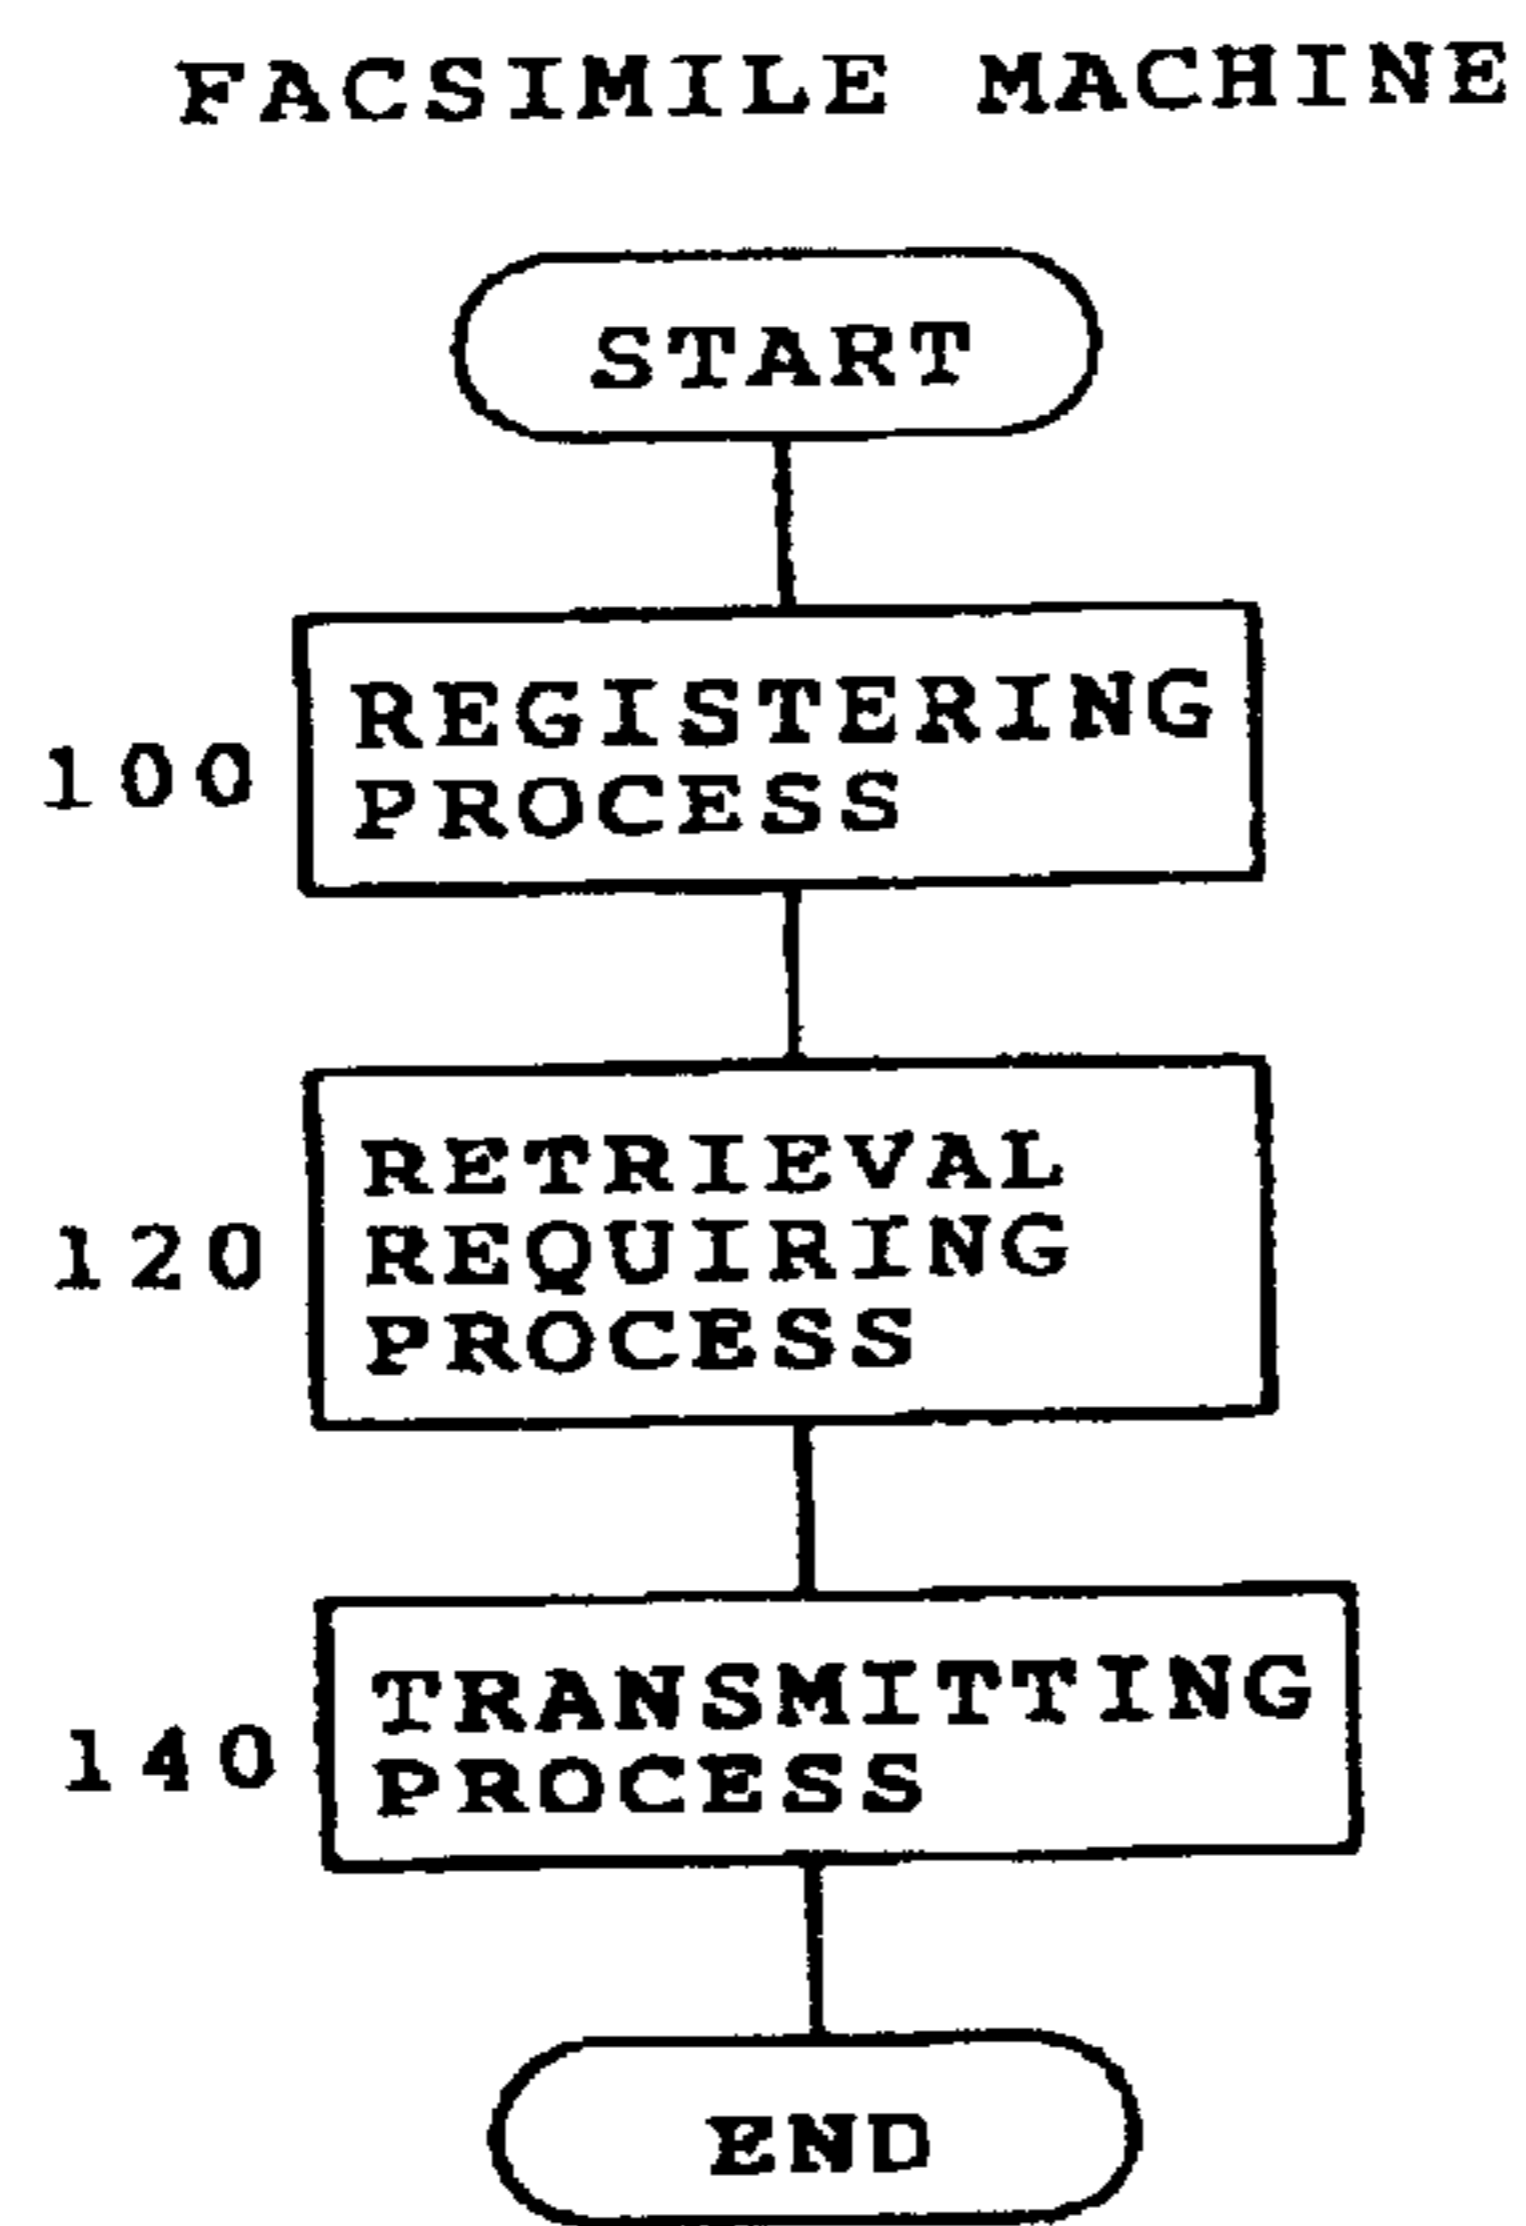 FACSIMILE MACHINE
START
100
REGISTERING
PROCESS
120
RETRIEVAL
REQUIRING
PROCESS
140
TRANSMITTING
PROCESS
END